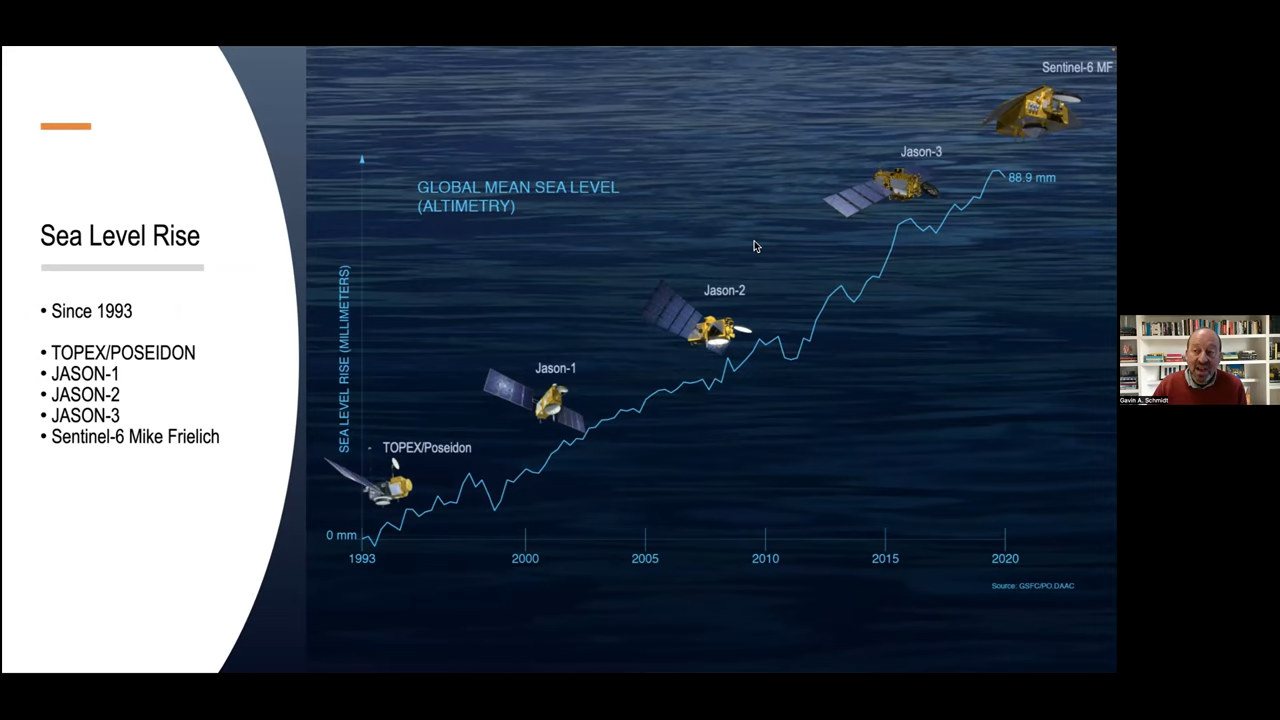 Sea Level Rise
• Since 1993
• TOPEX/POSEIDON
• JASON-1
• JASON-2
• JASON-3
• Sentinel-6 Mike Frielich
Sentinel-6 MF
Jason-3
88.9 mm
GLOBAL MEAN SEA LEVEL
(ALTIMETRY)
Jason-2
Jason-1
TOPEX/Poseidon
SEA LEVEL RISE (MILLIMETERS)
0 mm
1993
2000
2005
2010
2015
2020
Source: GSFC/PO.DAAC
Gavin A. Schmidt